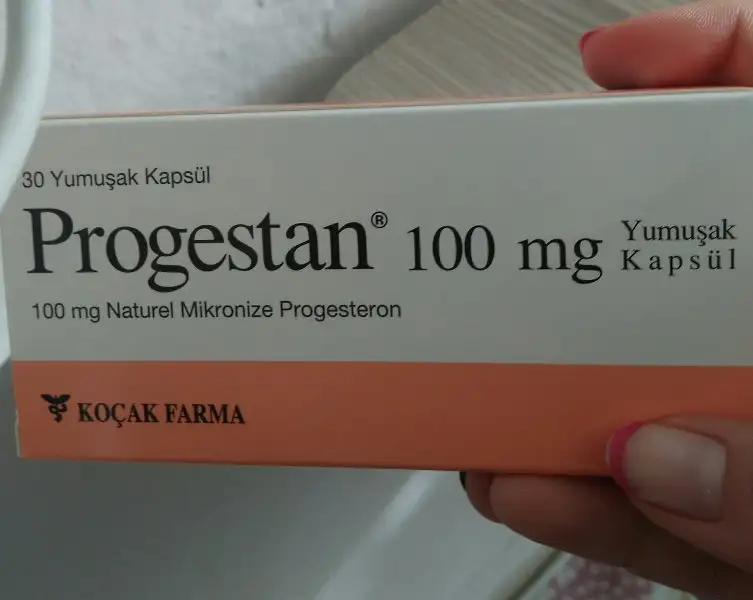 30 Yumuşak Kapsül
Progestan® 100 mg Yumuşak
Kapsül
100 mg Naturel Mikronize Progesteron
KOÇAK FARMA